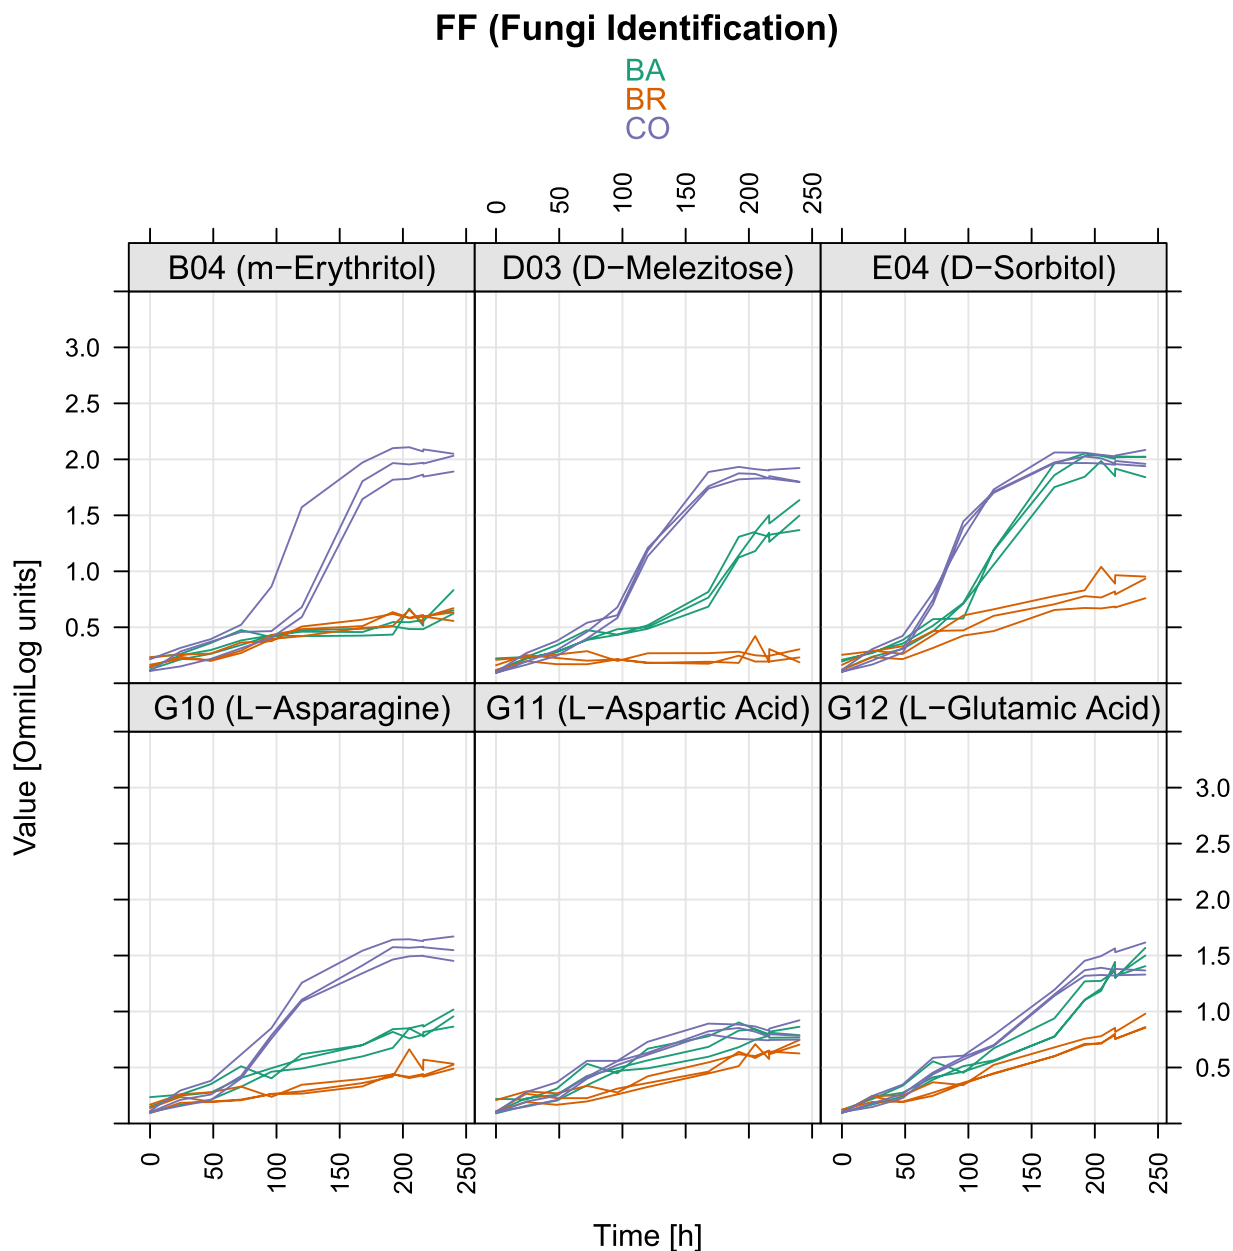 FF (Fungi Identification)
BA
BR
CO
0 50 100 150 200 250
B04 (m−Erythritol) D03 (D−Melezitose) E04 (D−Sorbitol)
3.0
2.5
2.0
1.5
1.0
0.5
G10 (L−Asparagine) G11 (L−Aspartic Acid) G12 (L−Glutamic Acid)
3.0
2.5
2.0
1.5
1.0
0.5
Value [OmniLog units]
0 50 100 150 200 250 0 50 100 150 200 250
Time [h]